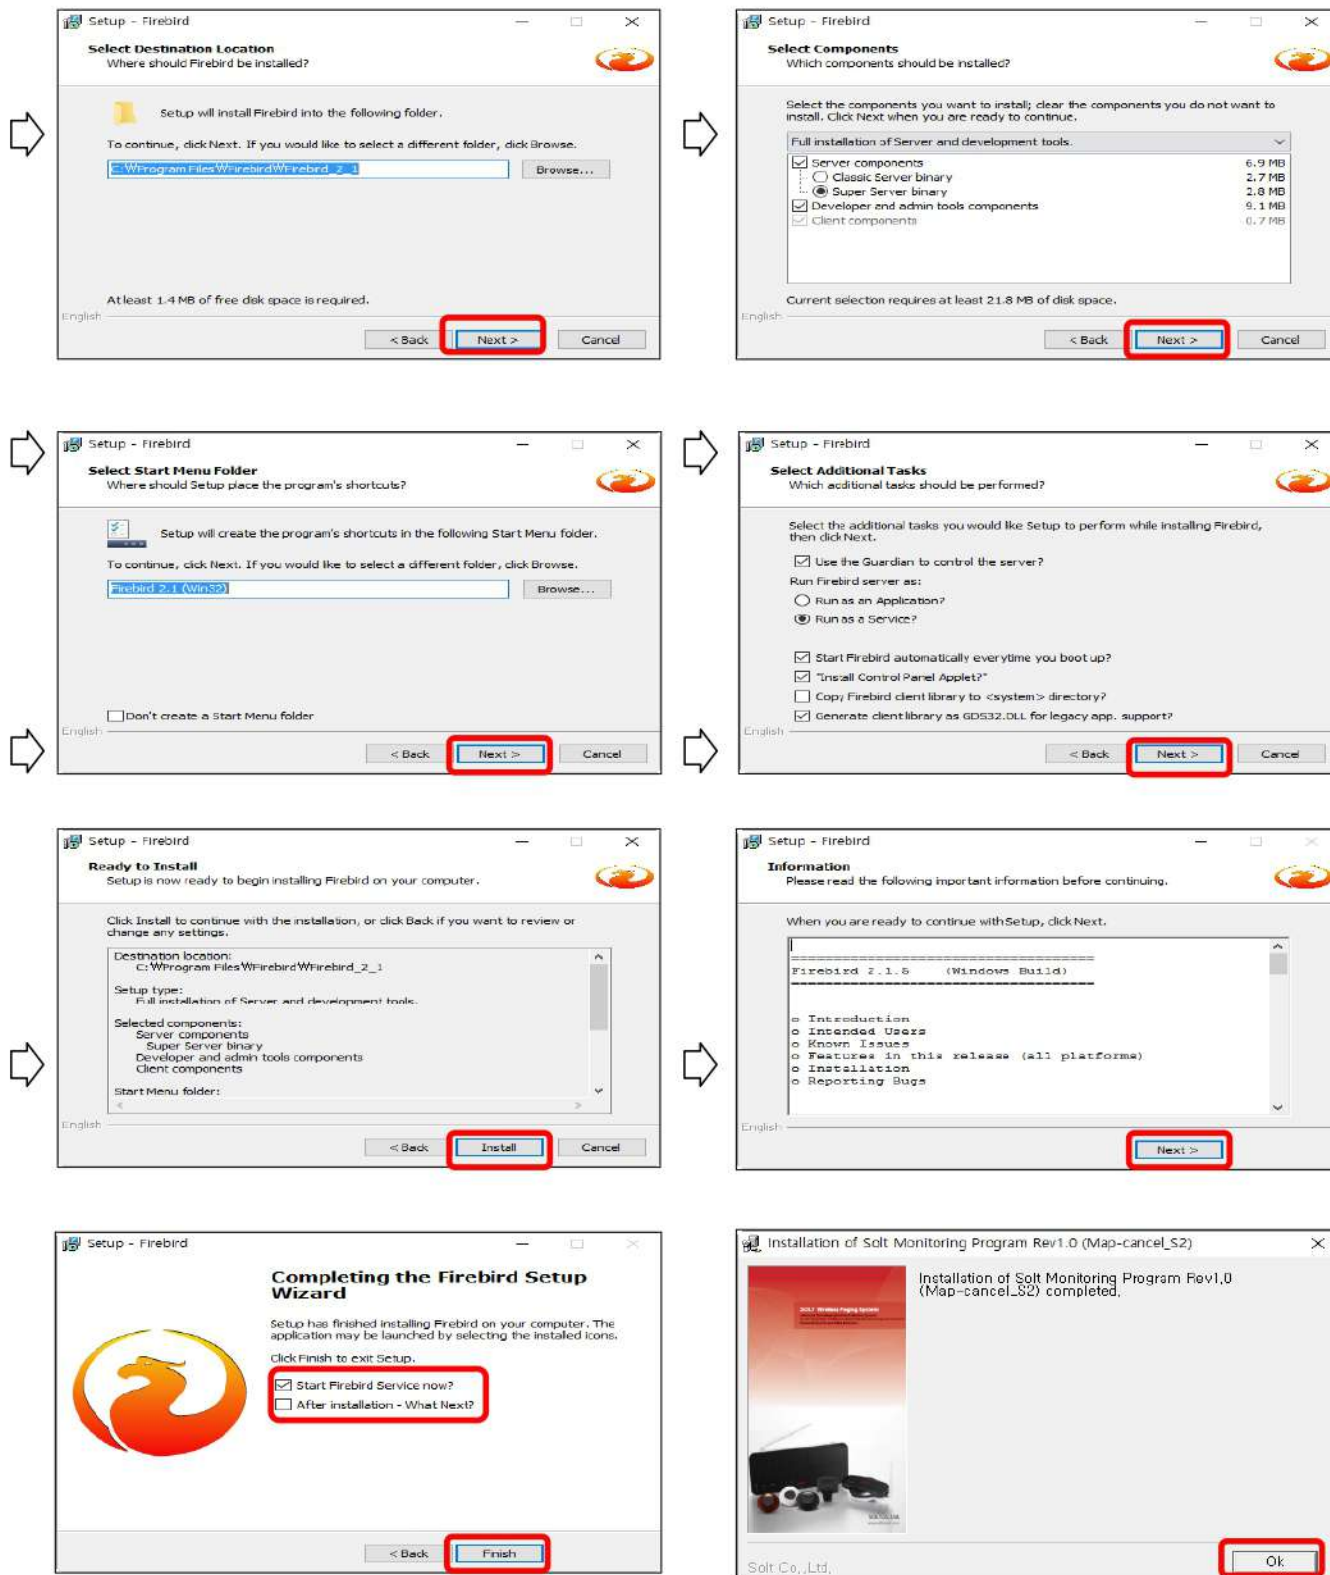 Setup - Firebird
Select Destination Location
Where should Firebird be installed?
Setup will install Firebird into the following folder.
To continue, click Next. If you would like to select a different folder, click Browse.
C:₩Program Files₩Firebird₩Firebird_2_1
Browse...
At least 1.4 MB of free disk space is required.
English
< Back
Next >
Cancel
Setup - Firebird
Select Components
Which components should be installed?
Select the components you want to install; clear the components you do not want to
install. Click Next when you are ready to continue.
Full installation of Server and development tools.
Server components 6.9 MB
Classic Server binary 2.7 MB
Super Server binary 2.8 MB
Developer and admin tools components 9.1 MB
Client components 0.7 MB
Current selection requires at least 21.8 MB of disk space.
English
< Back
Next >
Cancel
Setup - Firebird
Select Start Menu Folder
Where should Setup place the program's shortcuts?
Setup will create the program's shortcuts in the following Start Menu folder.
To continue, click Next. If you would like to select a different folder, click Browse.
Firebird 2.1 (Win32)
Browse...
Don't create a Start Menu folder
English
< Back
Next >
Cancel
Setup - Firebird
Select Additional Tasks
Which additional tasks should be performed?
Select the additional tasks you would like Setup to perform while installing Firebird,
then click Next.
Use the Guardian to control the server?
Run Firebird server as:
Run as an Application?
Run as a Service?
Start Firebird automatically everytime you boot up?
"Install Control Panel Applet?"
Copy Firebird client library to <system> directory?
Generate client library as GDS32.DLL for legacy app. support?
English
< Back
Next >
Cancel
Setup - Firebird
Ready to Install
Setup is now ready to begin installing Firebird on your computer.
Click Install to continue with the installation, or click Back if you want to review or
change any settings.
Destination location:
C:₩Program Files₩Firebird₩Firebird_2_1
Setup type:
Full installation of Server and development tools.
Selected components:
Server components
Super Server binary
Developer and admin tools components
Client components
Start Menu folder:
English
< Back
Install
Cancel
Setup - Firebird
Information
Please read the following important information before continuing.
When you are ready to continue with Setup, click Next.
Firebird 2.1.5 (Windows Build)
o Introduction
o Intended Users
o Known Issues
o Features in this release (all platforms)
o Installation
o Reporting Bugs
English
Next >
Setup - Firebird
Completing the Firebird Setup
Wizard
Setup has finished installing Firebird on your computer. The
application may be launched by selecting the installed icons.
Click Finish to exit Setup.
Start Firebird Service now?
After installation - What Next?
< Back
Finish
Installation of Solt Monitoring Program Rev1.0 (Map-cancel_S2)
Installation of Solt Monitoring Program Rev1.0
(Map-cancel_S2) completed.
SOLT Wireless Paging Systems
Solt Co.,Ltd.
Ok